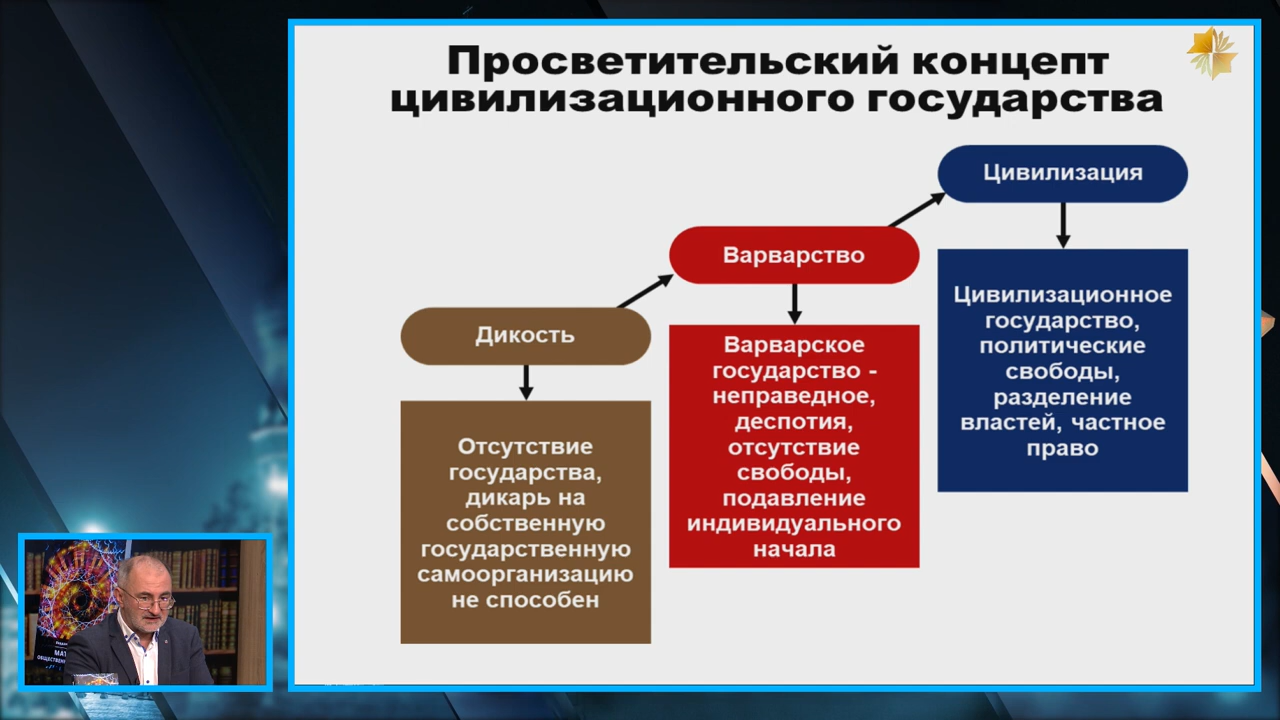 Просветительский концепт
цивилизационного государства
Цивилизация
Варварство
Дикость
Цивилизационное
государство,
политические
свободы,
разделение
властей, частное
право
Варварское
государство -
неправедное,
деспотия,
отсутствие
свободы,
подавление
индивидуального
начала
Отсутствие
государства,
дикарь на
собственную
государственную
самоорганизацию
не способен